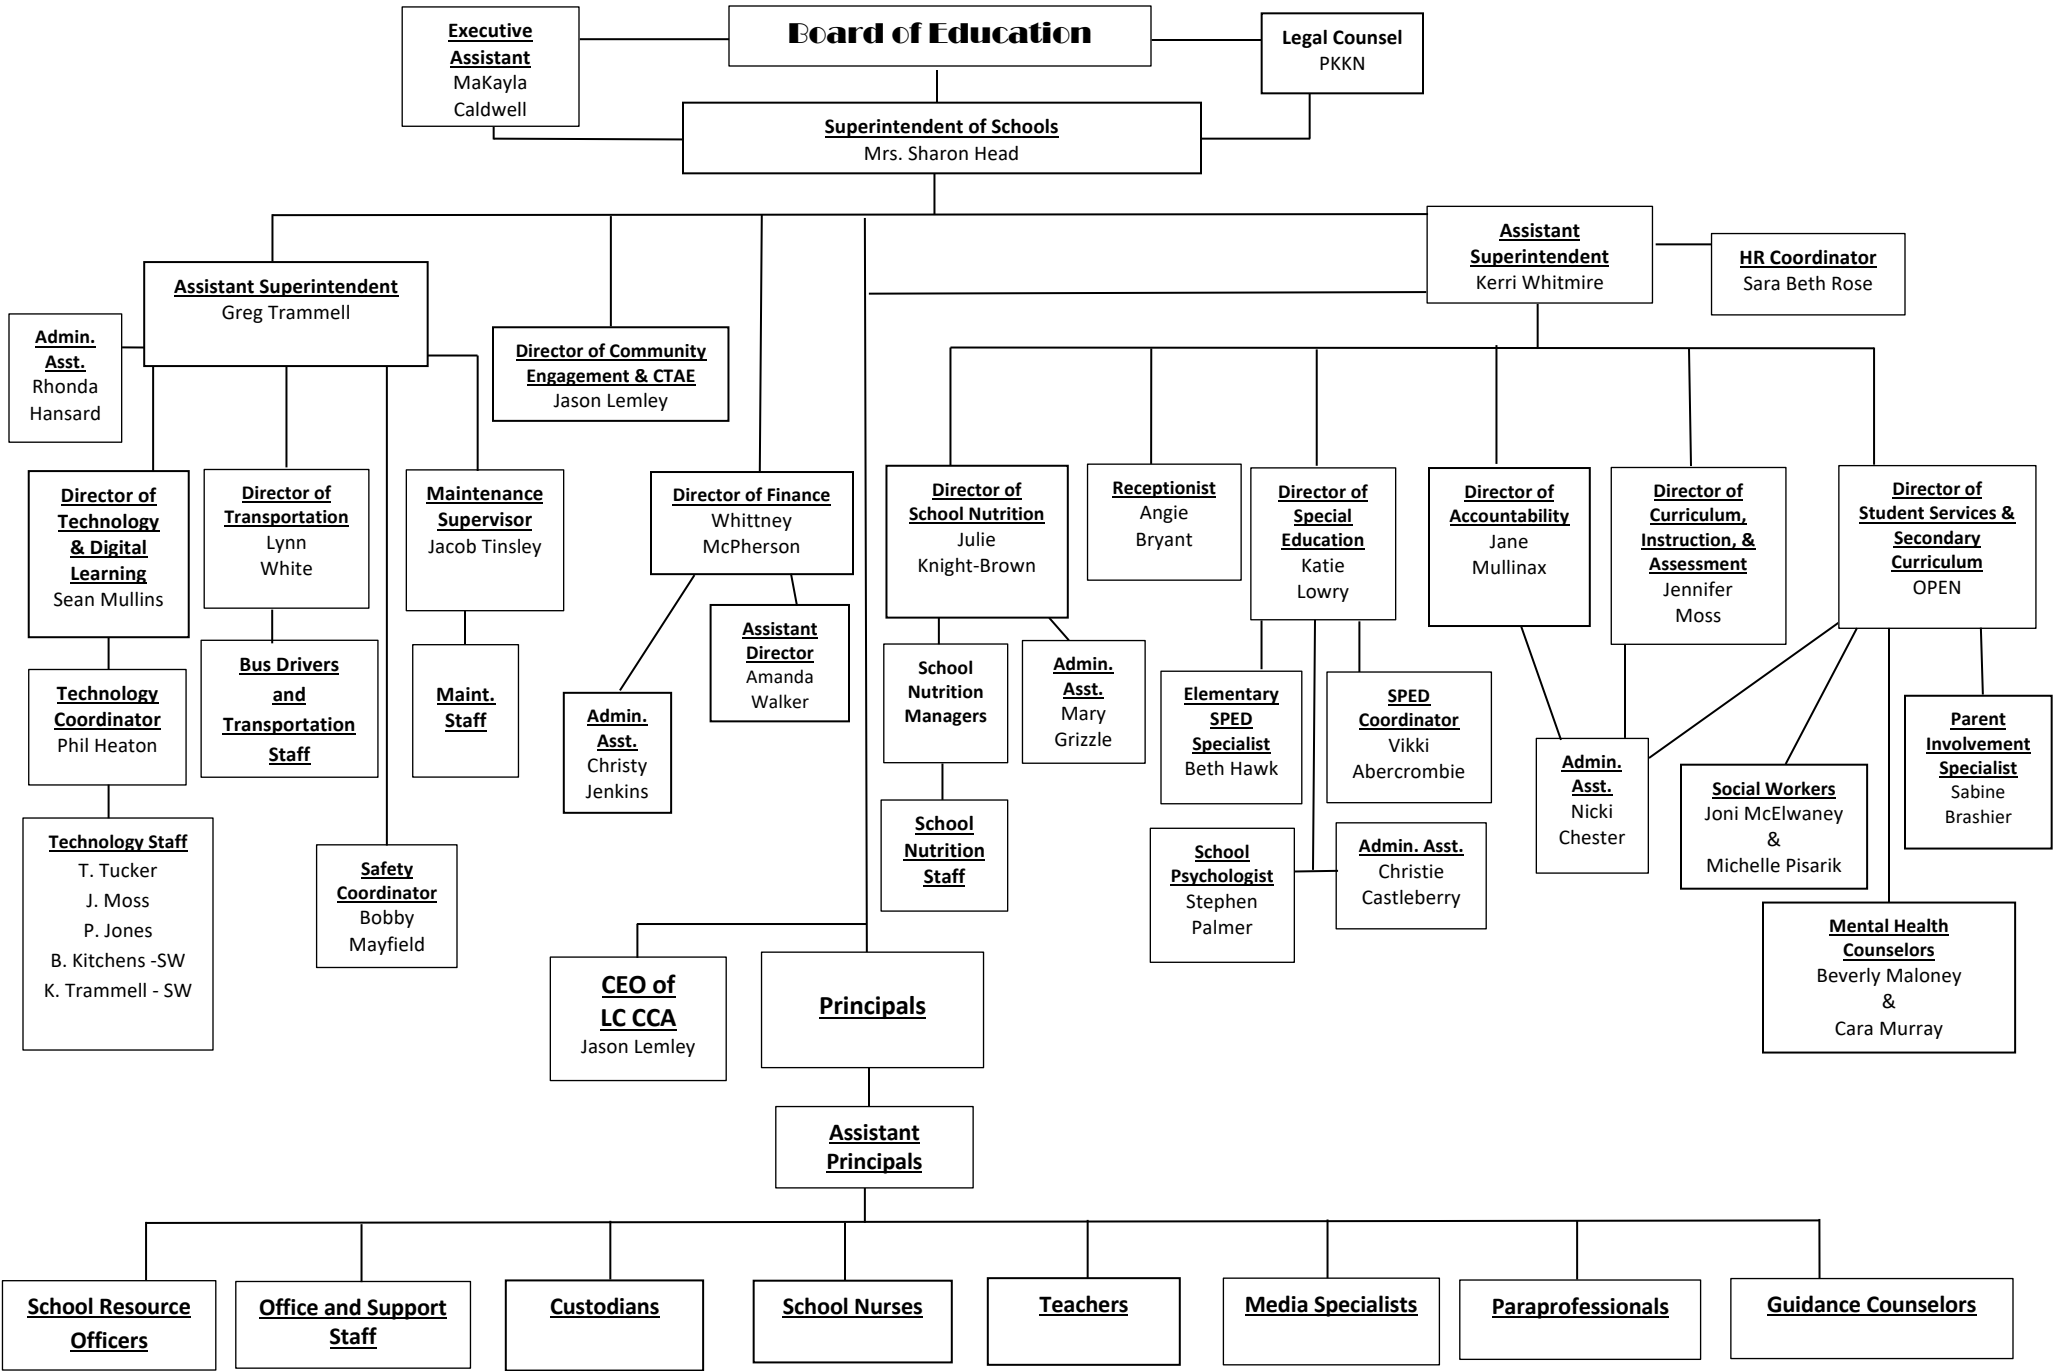 Board of Education
Executive
Assistant
MaKayla
Caldwell
Legal Counsel
PKKN
Superintendent of Schools
Mrs. Sharon Head
Assistant Superintendent
Greg Trammell
Assistant
Superintendent
Kerri Whitmire
HR Coordinator
Sara Beth Rose
Admin.
Asst.
Rhonda
Hansard
Director of Community
Engagement & CTAE
Jason Lemley
Director of
Technology
& Digital
Learning
Sean Mullins
Director of
Transportation
Lynn
White
Maintenance
Supervisor
Jacob Tinsley
Director of Finance
Whittney
McPherson
Director of
School Nutrition
Julie
Knight-Brown
Receptionist
Angie
Bryant
Director of
Special
Education
Katie
Lowry
Director of
Accountability
Jane
Mullinax
Director of
Curriculum,
Instruction, &
Assessment
Jennifer
Moss
Director of
Student Services &
Secondary
Curriculum
OPEN
Technology
Coordinator
Phil Heaton
Bus Drivers
and
Transportation
Staff
Maint.
Staff
Admin.
Asst.
Christy
Jenkins
Assistant
Director
Amanda
Walker
School
Nutrition
Managers
Admin.
Asst.
Mary
Grizzle
Elementary
SPED
Specialist
Beth Hawk
SPED
Coordinator
Vikki
Abercrombie
Admin.
Asst.
Nicki
Chester
Social Workers
Joni McElwaney
&
Michelle Pisarik
Parent
Involvement
Specialist
Sabine
Brashier
Technology Staff
T. Tucker
J. Moss
P. Jones
B. Kitchens -SW
K. Trammell - SW
Safety
Coordinator
Bobby
Mayfield
School
Nutrition
Staff
School
Psychologist
Stephen
Palmer
Admin. Asst.
Christie
Castleberry
Mental Health
Counselors
Beverly Maloney
&
Cara Murray
CEO of
LC CCA
Jason Lemley
Principals
Assistant
Principals
School Resource
Officers
Office and Support
Staff
Custodians
School Nurses
Teachers
Media Specialists
Paraprofessionals
Guidance Counselors